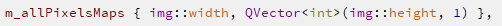 m_allPixelsMaps { img::width, QVector<int>(img::height, 1) },